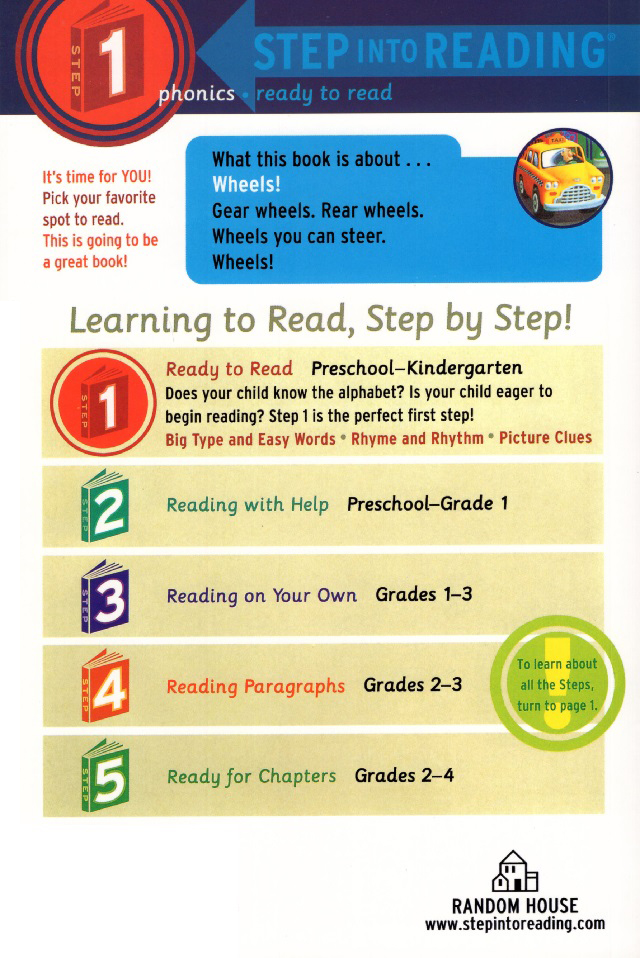 STEP 1
STEP INTO READING®
phonics • ready to read
It's time for YOU!
Pick your favorite
spot to read.
This is going to be
a great book!
What this book is about . . .
Wheels!
Gear wheels. Rear wheels.
Wheels you can steer.
Wheels!
TAXI
Learning to Read, Step by Step!
STEP 1
Ready to Read Preschool–Kindergarten
Does your child know the alphabet? Is your child eager to
begin reading? Step 1 is the perfect first step!
Big Type and Easy Words • Rhyme and Rhythm • Picture Clues
STEP 2
Reading with Help Preschool–Grade 1
STEP 3
Reading on Your Own Grades 1–3
STEP 4
Reading Paragraphs Grades 2–3
To learn about
all the Steps,
turn to page 1.
STEP 5
Ready for Chapters Grades 2–4
RANDOM HOUSE
www.stepintoreading.com